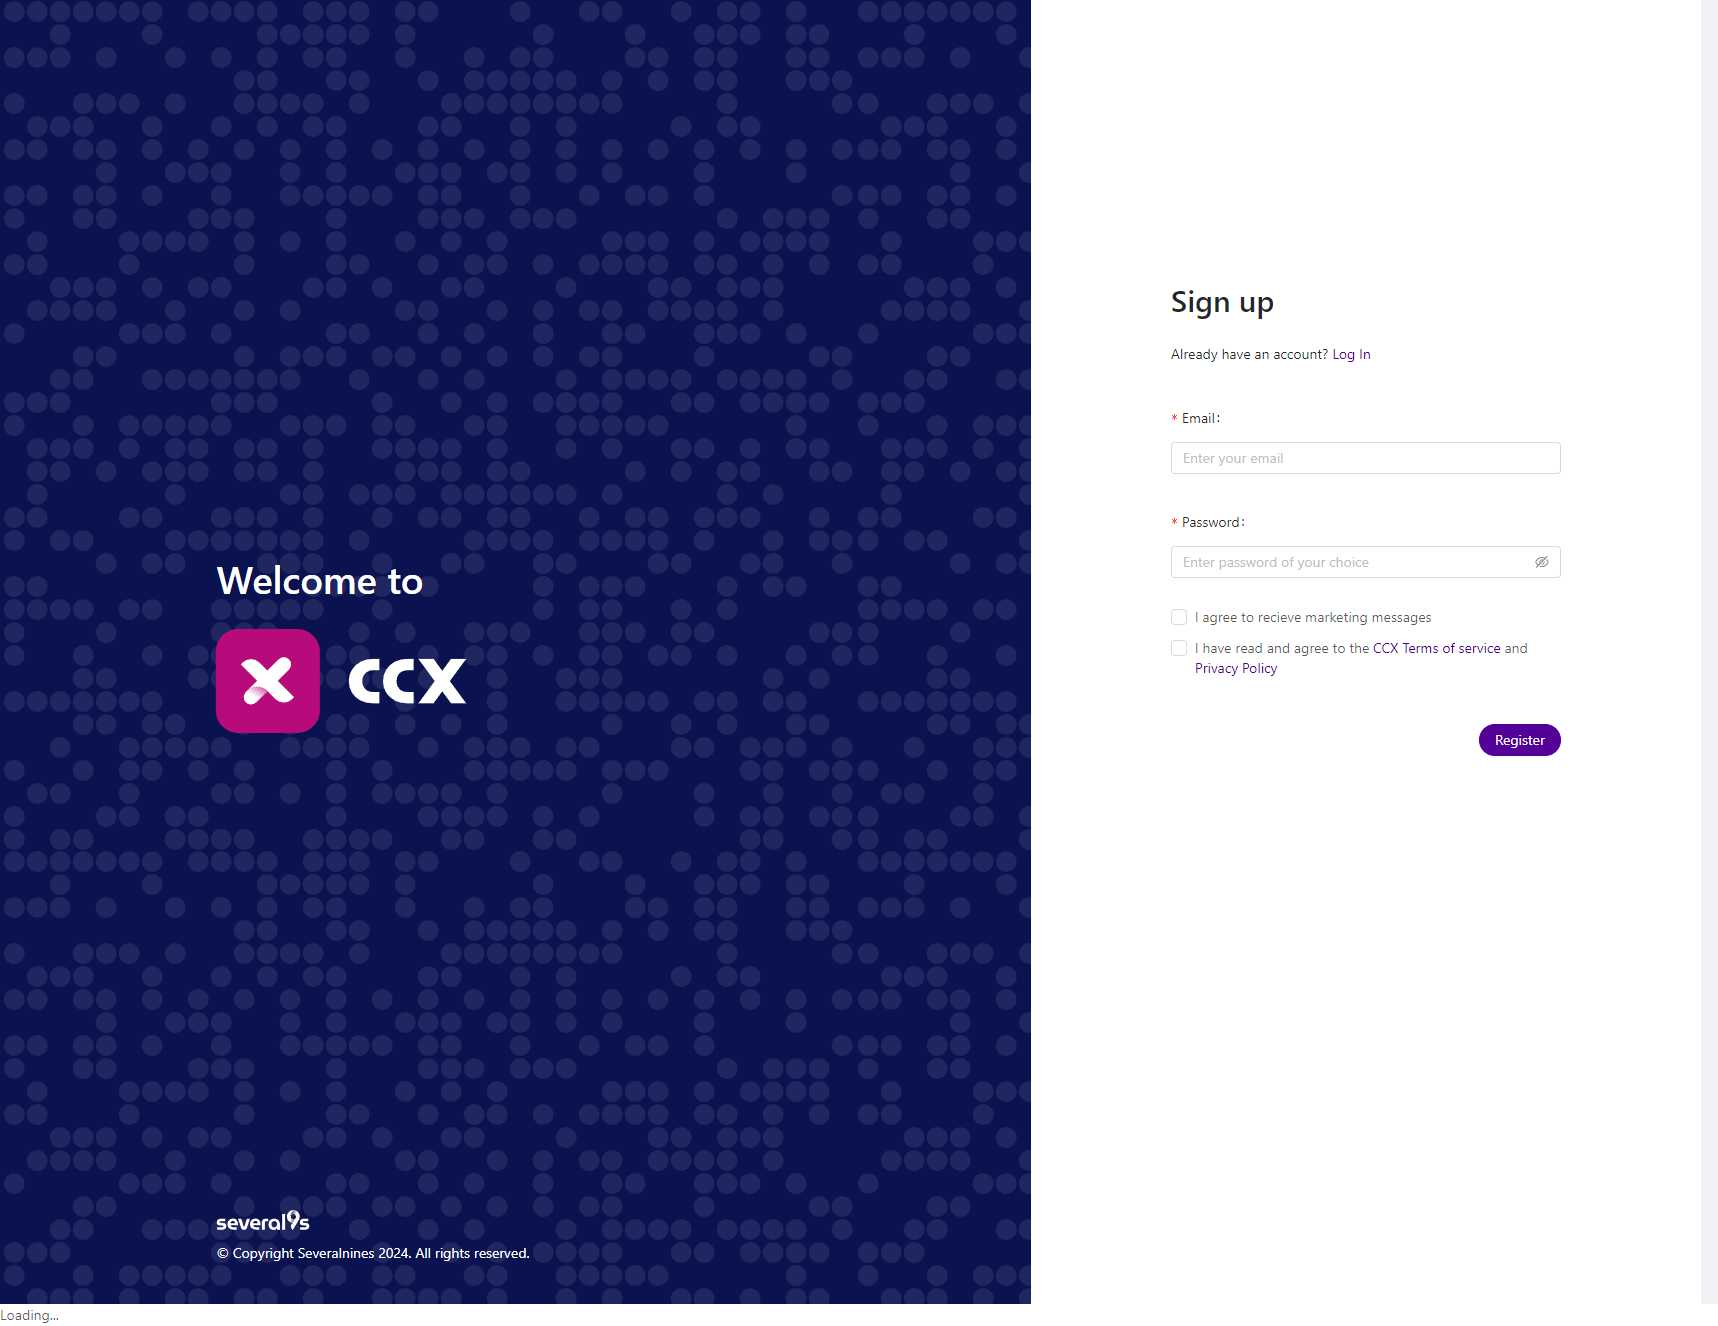 Welcome to
CCX
several9s
© Copyright Severalnines 2024. All rights reserved.
Sign up
Already have an account? Log In
* Email:
Enter your email
* Password:
Enter password of your choice
I agree to recieve marketing messages
I have read and agree to the CCX Terms of service and
Privacy Policy
Register
Loading...